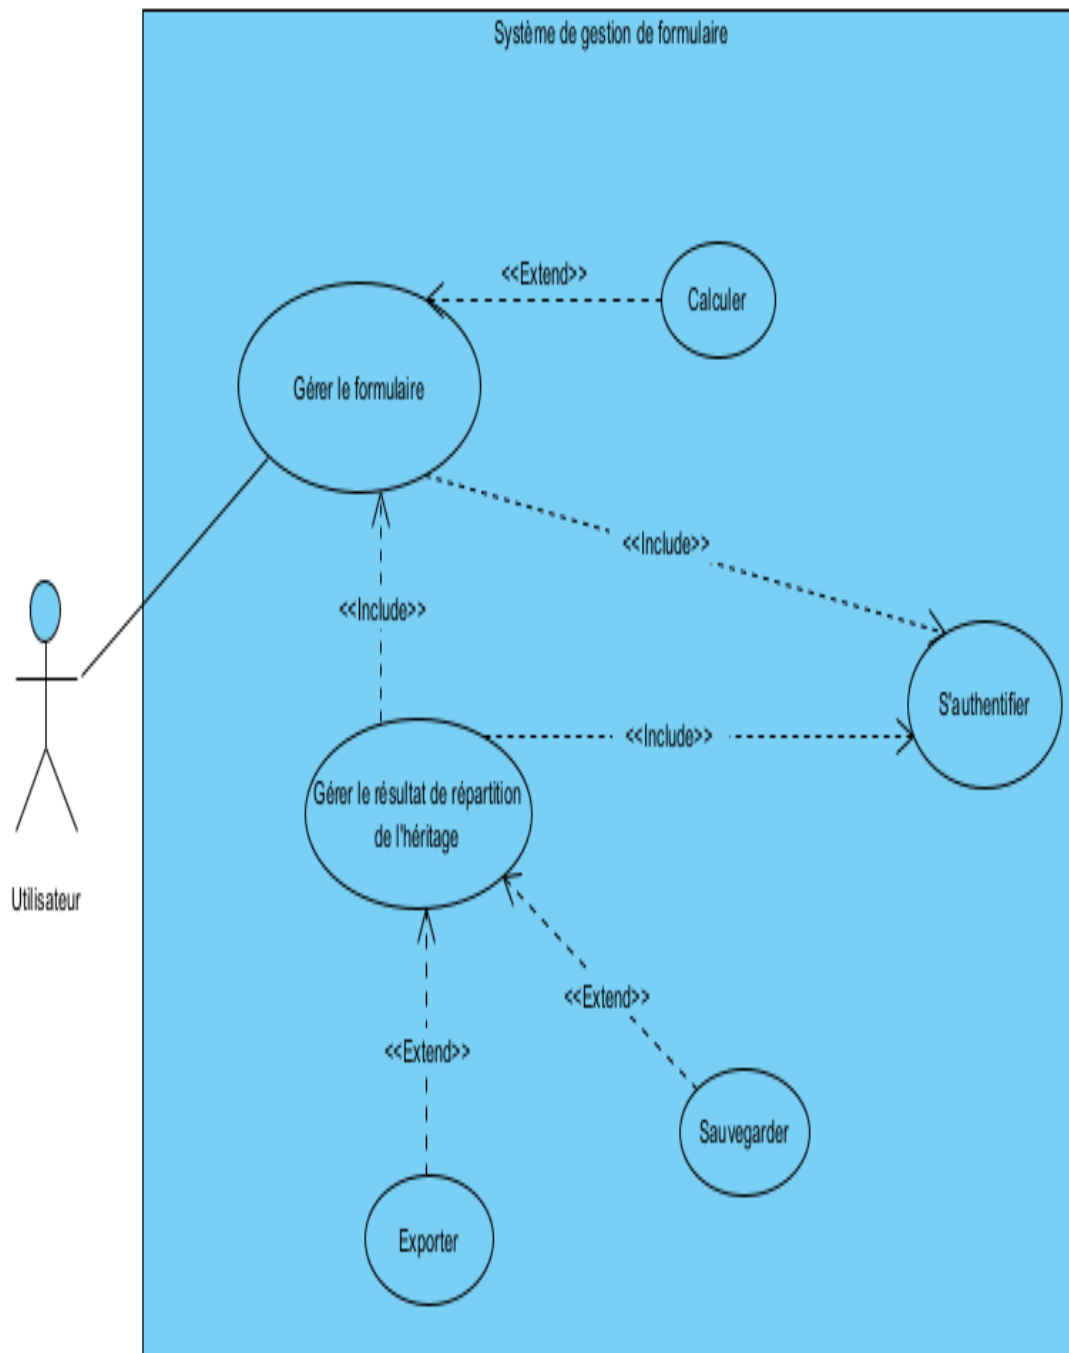 Système de gestion de formulaire
<<Extend>>
Calculer
Gérer le formulaire
<<Include>>
<<Include>>
S'authentifier
<<Include>>
Gérer le résultat de répartition
de l'héritage
Utilisateur
<<Extend>>
<<Extend>>
Sauvegarder
Exporter